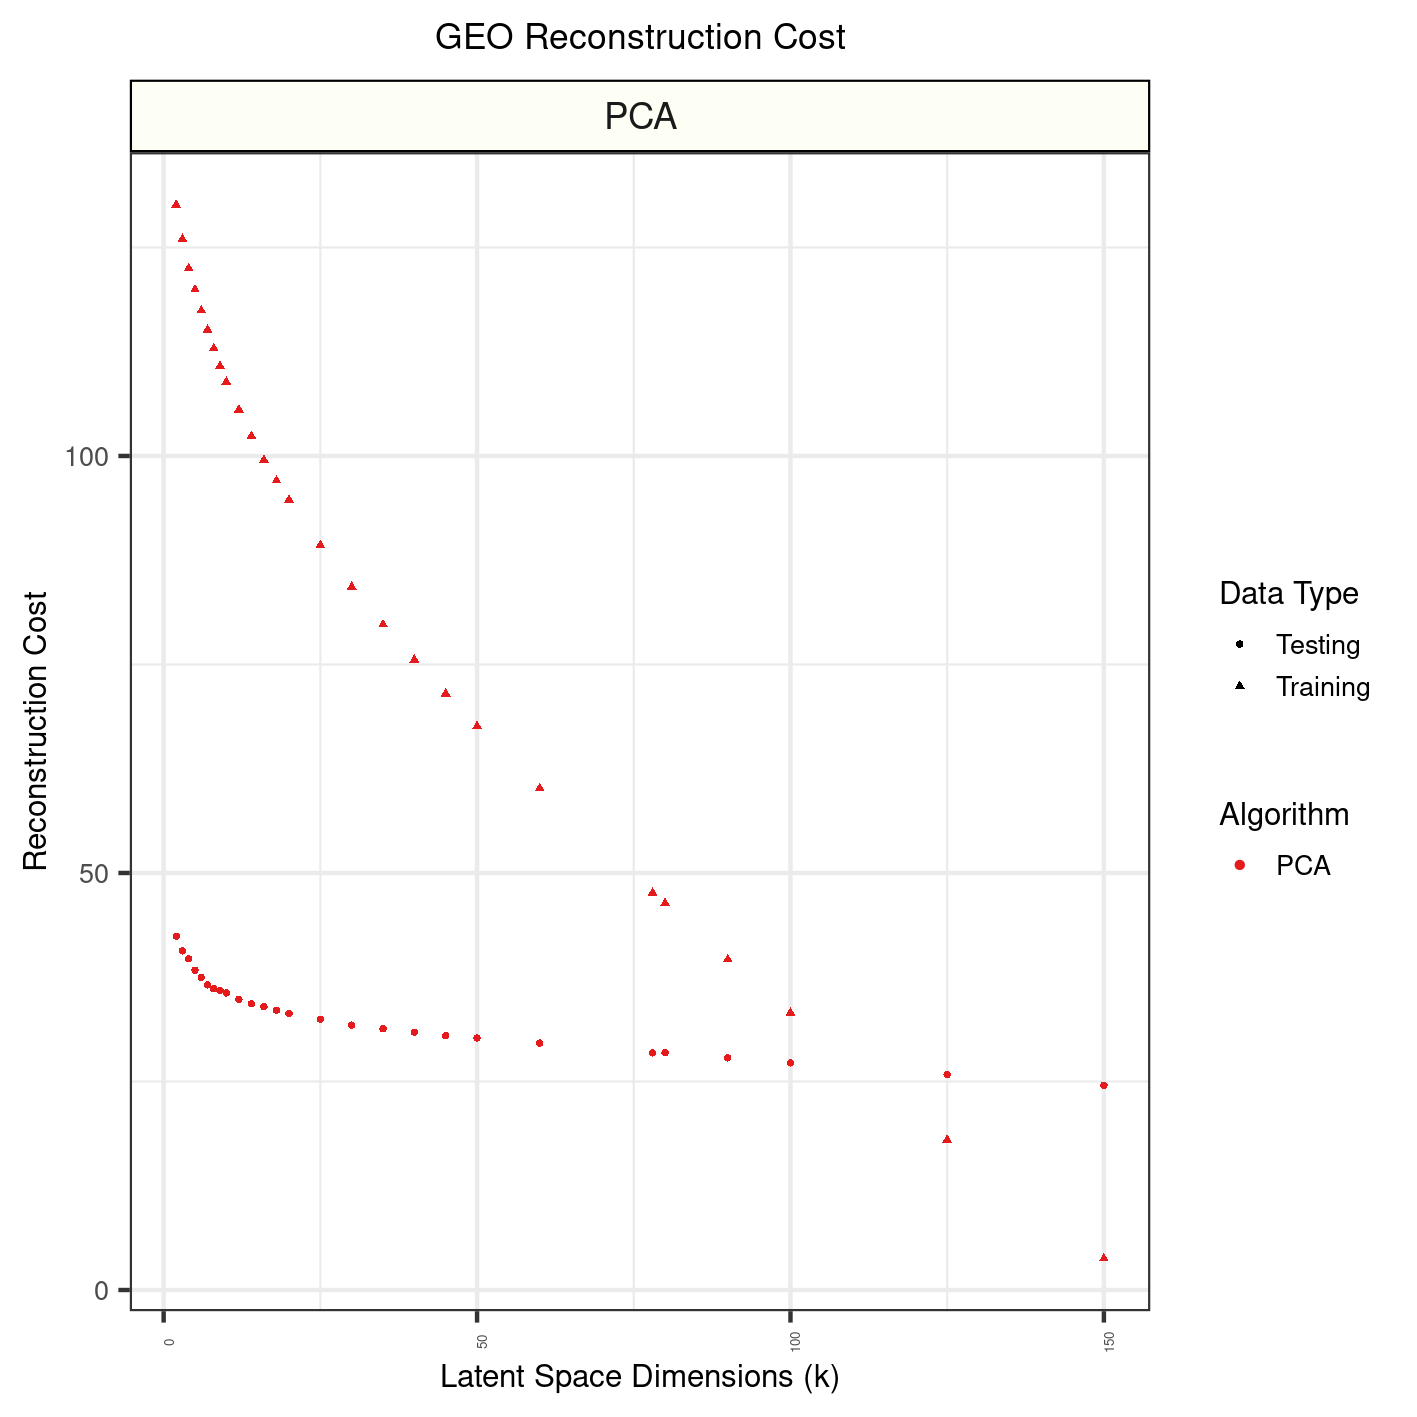 GEO Reconstruction Cost
PCA
100
50
0
Reconstruction Cost
0
50
100
150
Latent Space Dimensions (k)
Data Type
Testing
Training
Algorithm
PCA